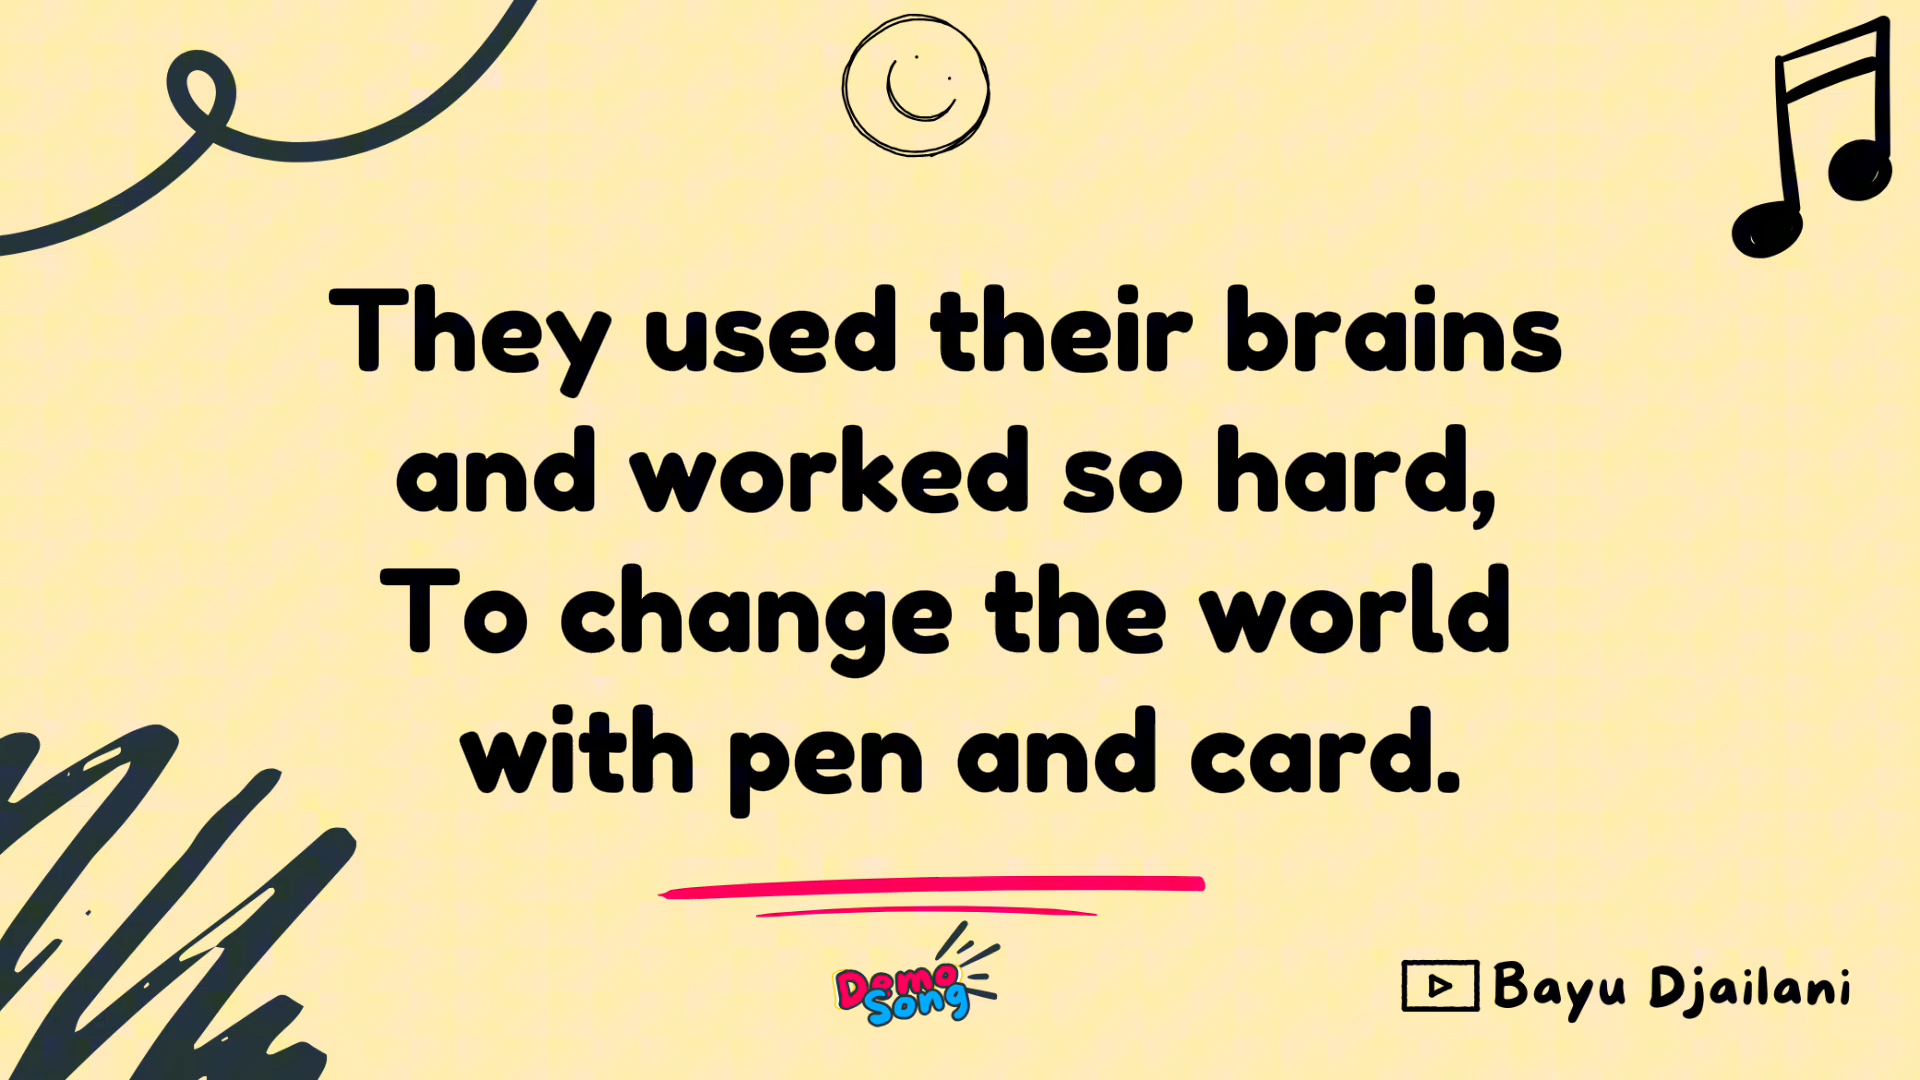 They used their brains
and worked so hard,
To change the world
with pen and card.
Demo
Song
Bayu Djailani